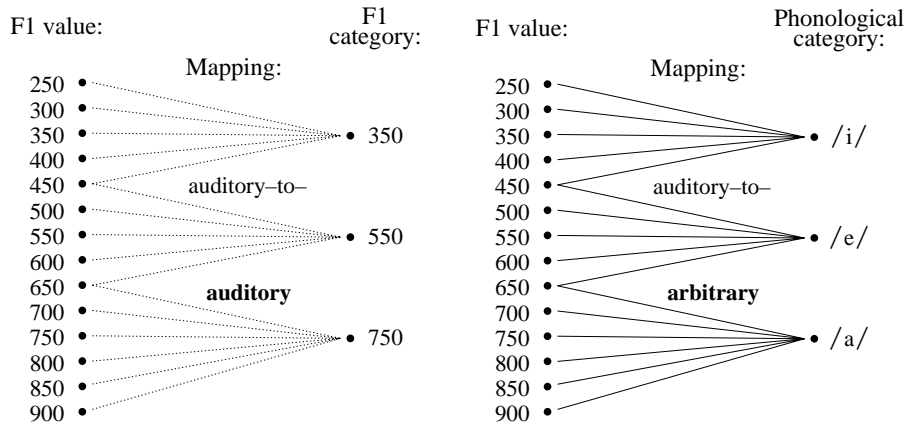 F1 value:
F1
category:
Mapping:
250
300
350
400
450
500
550
600
650
700
750
800
850
900
auditory–to–
auditory
350
550
750
F1 value:
Phonological
category:
Mapping:
250
300
350
400
450
500
550
600
650
700
750
800
850
900
auditory–to–
arbitrary
/i/
/e/
/a/